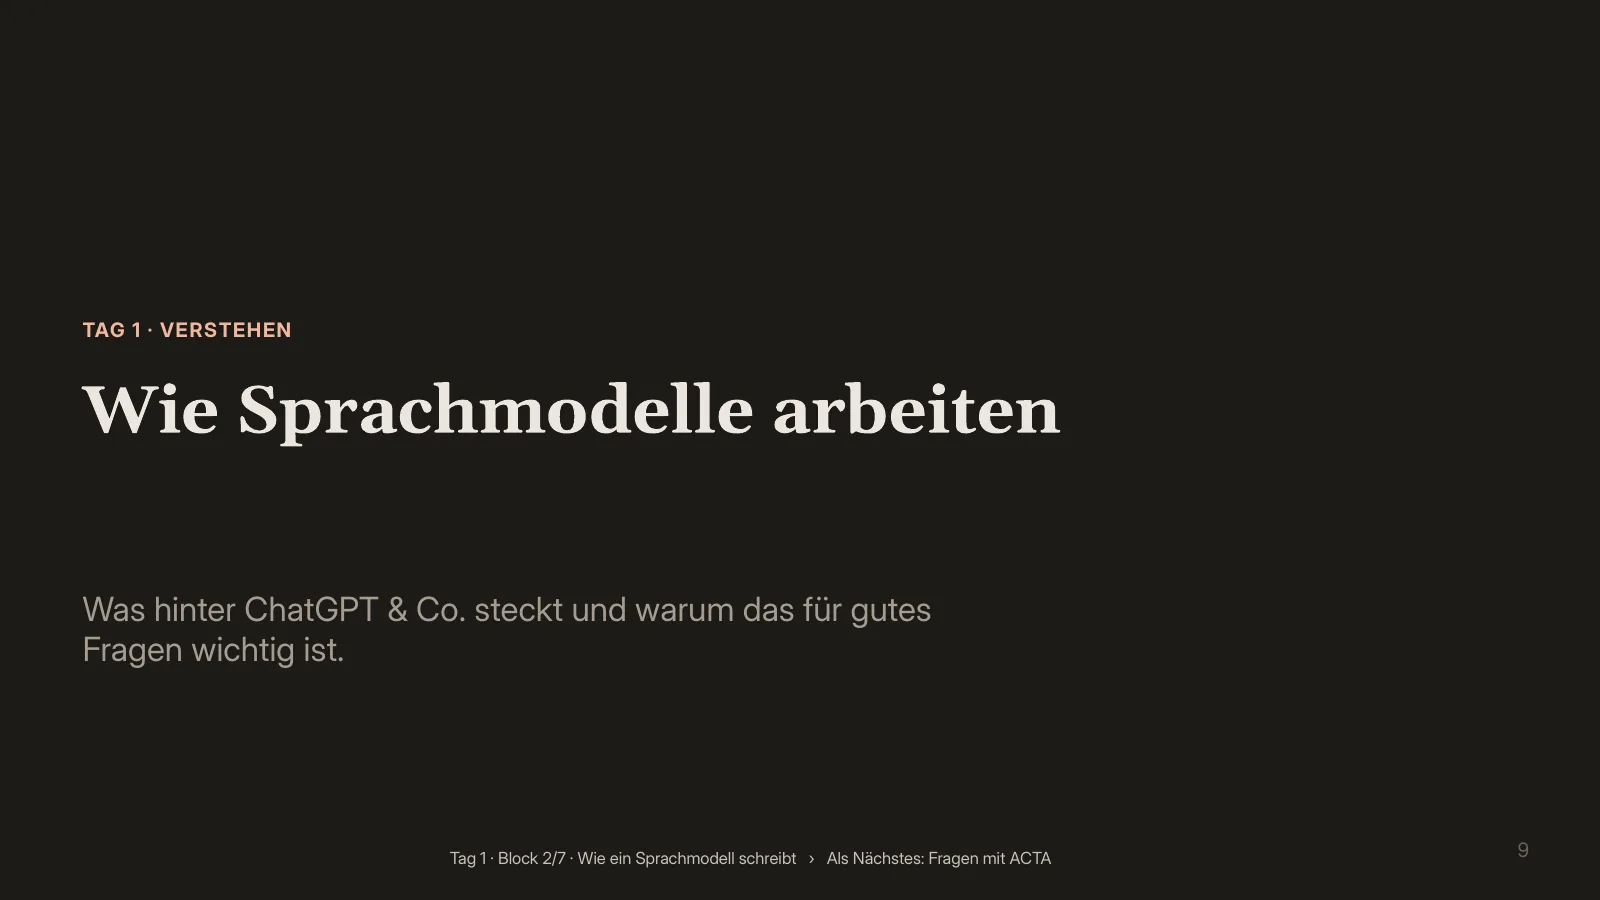 TAG 1 · VERSTEHEN
Wie Sprachmodelle arbeiten
Was hinter ChatGPT & Co. steckt und warum das für gutes
Fragen wichtig ist.
Tag 1 · Block 2/7 · Wie ein Sprachmodell schreibt › Als Nächstes: Fragen mit ACTA
9